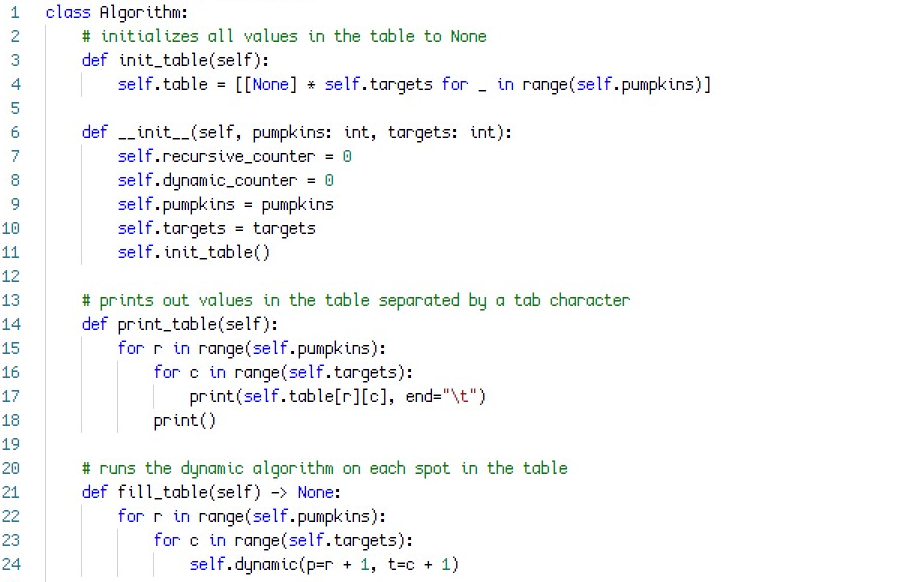 1 class Algorithm:
2     # initializes all values in the table to None
3     def init_table(self):
4         self.table = [[None] * self.targets for _ in range(self.pumpkins)]
5
6     def __init__(self, pumpkins: int, targets: int):
7         self.recursive_counter = 0
8         self.dynamic_counter = 0
9         self.pumpkins = pumpkins
10         self.targets = targets
11         self.init_table()
12
13     # prints out values in the table separated by a tab character
14     def print_table(self):
15         for r in range(self.pumpkins):
16             for c in range(self.targets):
17                 print(self.table[r][c], end="\t")
18             print()
19
20     # runs the dynamic algorithm on each spot in the table
21     def fill_table(self) -> None:
22         for r in range(self.pumpkins):
23             for c in range(self.targets):
24                 self.dynamic(p=r + 1, t=c + 1)